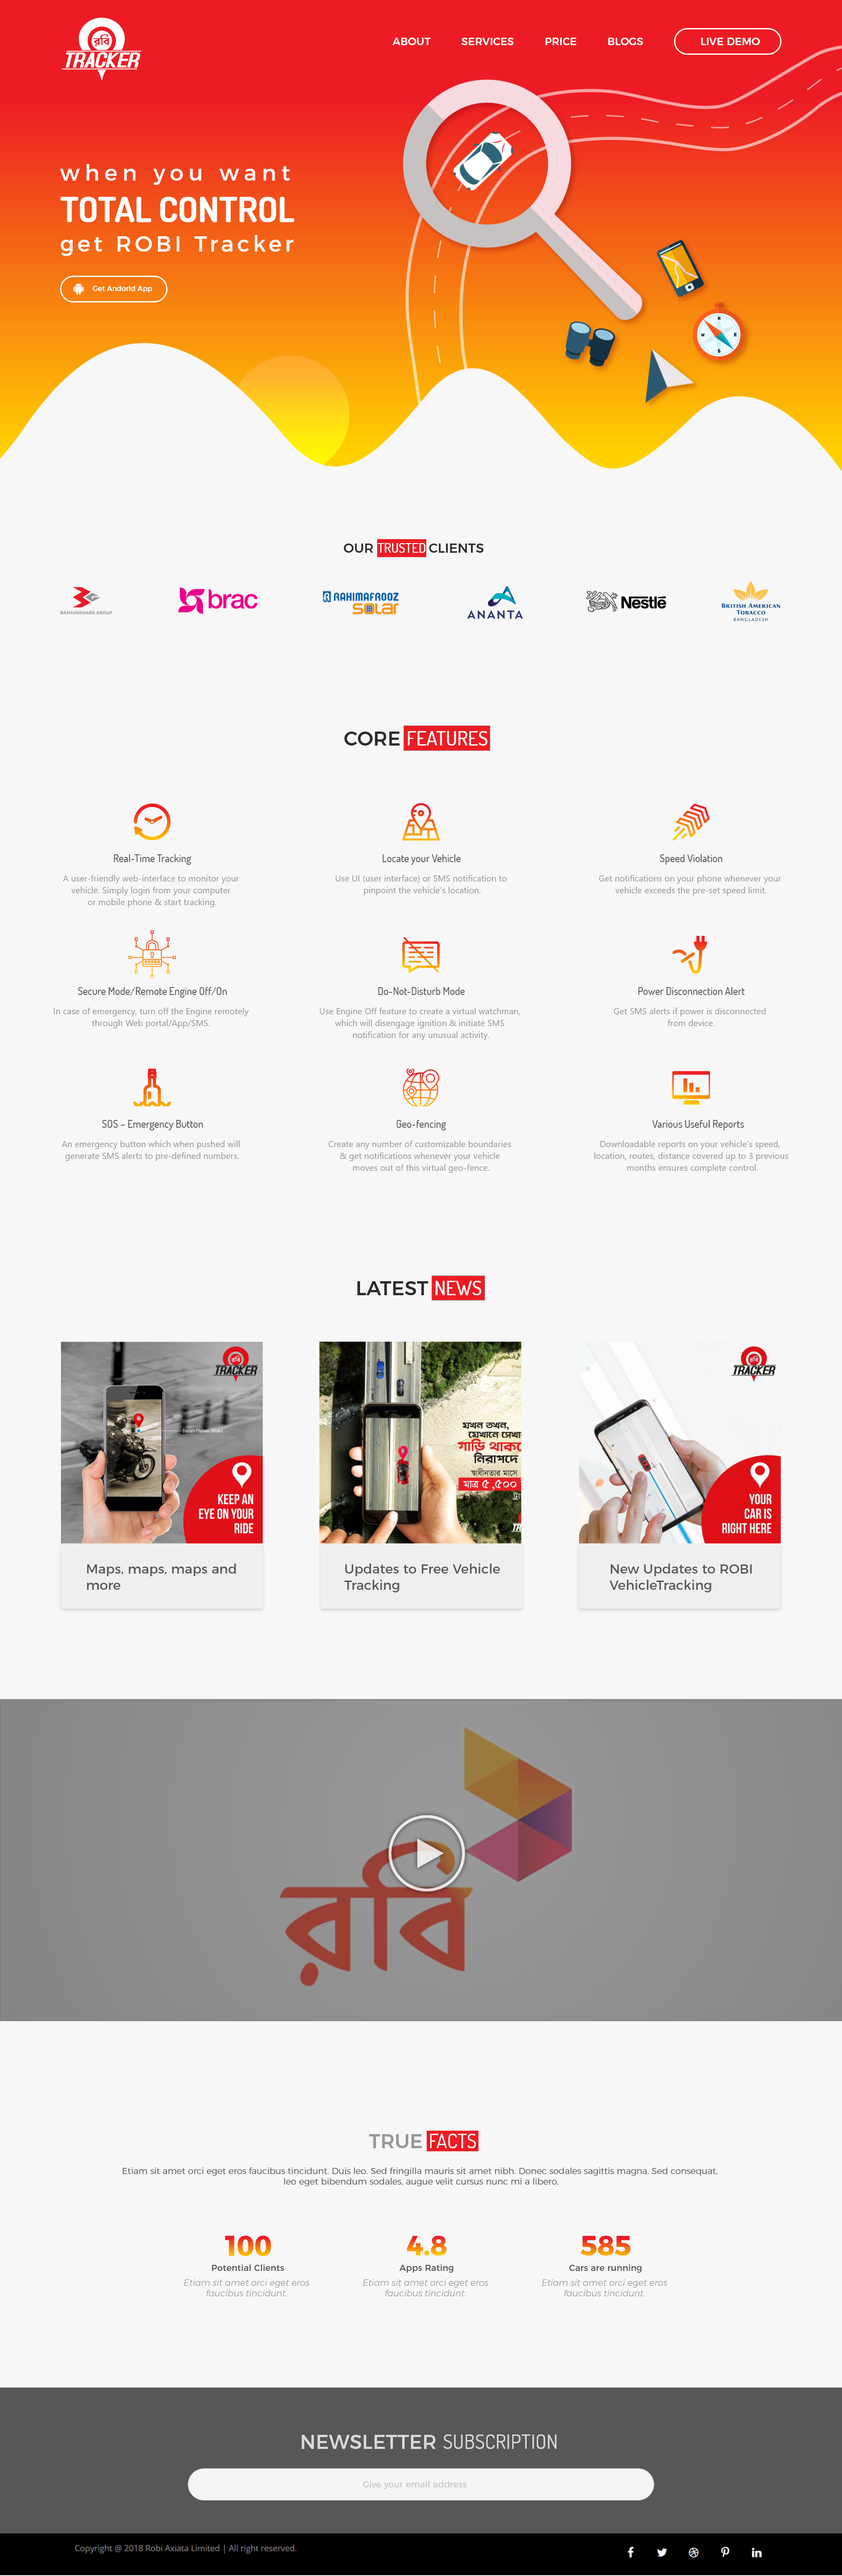 রবি
TRACKER
ABOUT SERVICES PRICE BLOGS LIVE DEMO
when you want
TOTAL CONTROL
get ROBI Tracker
Get Andorid App
OUR TRUSTED CLIENTS
BASHUNDHARA GROUP
brac
RAHIMAFROOZ
SOLAR
ANANTA
Nestlé
BRITISH AMERICAN
TOBACCO
BANGLADESH
CORE FEATURES
Real-Time Tracking
A user-friendly web-interface to monitor your
vehicle. Simply login from your computer
or mobile phone & start tracking.
Locate your Vehicle
Use UI (user interface) or SMS notification to
pinpoint the vehicle's location.
Speed Violation
Get notifications on your phone whenever your
vehicle exceeds the pre-set speed limit.
Secure Mode/Remote Engine Off/On
In case of emergency, turn off the Engine remotely
through Web portal/App/SMS.
Do-Not-Disturb Mode
Use Engine Off feature to create a virtual watchman,
which will disengage ignition & initiate SMS
notification for any unusual activity.
Power Disconnection Alert
Get SMS alerts if power is disconnected
from device.
SOS – Emergency Button
An emergency button which when pushed will
generate SMS alerts to pre-defined numbers.
Geo-fencing
Create any number of customizable boundaries
& get notifications whenever your vehicle
moves out of this virtual geo-fence.
Various Useful Reports
Downloadable reports on your vehicle's speed,
location, routes, distance covered up to 3 previous
months ensures complete control.
LATEST NEWS
TRACKER
KEEP AN
EYE ON YOUR
RIDE
Maps, maps, maps and
more
যখন তখন,
যেখানে সেখা
গাড়ি থাকবে
নিরাপদে
স্বাধীনতার মাসে
মাত্র ৫,৫০০
TR
Updates to Free Vehicle
Tracking
TRACKER
YOUR
CAR IS
RIGHT HERE
New Updates to ROBI
VehicleTracking
রবি
TRUE FACTS
Etiam sit amet orci eget eros faucibus tincidunt. Duis leo. Sed fringilla mauris sit amet nibh. Donec sodales sagittis magna. Sed consequat,
leo eget bibendum sodales, augue velit cursus nunc mi a libero.
100
Potential Clients
Etiam sit amet orci eget eros
faucibus tincidunt.
4.8
Apps Rating
Etiam sit amet orci eget eros
faucibus tincidunt.
585
Cars are running
Etiam sit amet orci eget eros
faucibus tincidunt.
NEWSLETTER SUBSCRIPTION
Give your email address
Copyright @ 2018 Robi Axiata Limited | All right reserved.